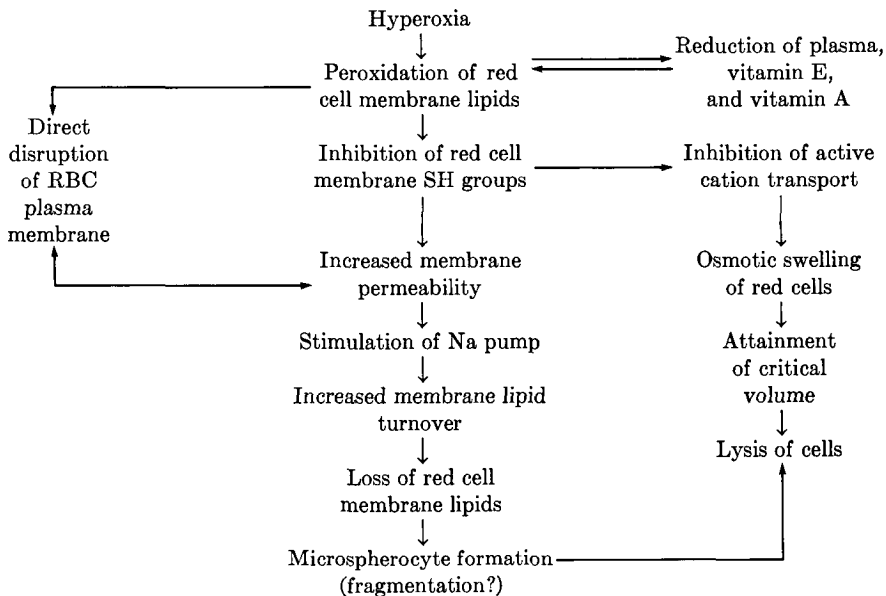 Hyperoxia
Peroxidation of red
cell membrane lipids
Reduction of plasma,
vitamin E,
and vitamin A
Direct
disruption
of RBC
plasma
membrane
Inhibition of red cell
membrane SH groups
Inhibition of active
cation transport
Increased membrane
permeability
Osmotic swelling
of red cells
Stimulation of Na pump
Attainment
of critical
volume
Increased membrane lipid
turnover
Lysis of cells
Loss of red cell
membrane lipids
Microspherocyte formation
(fragmentation?)